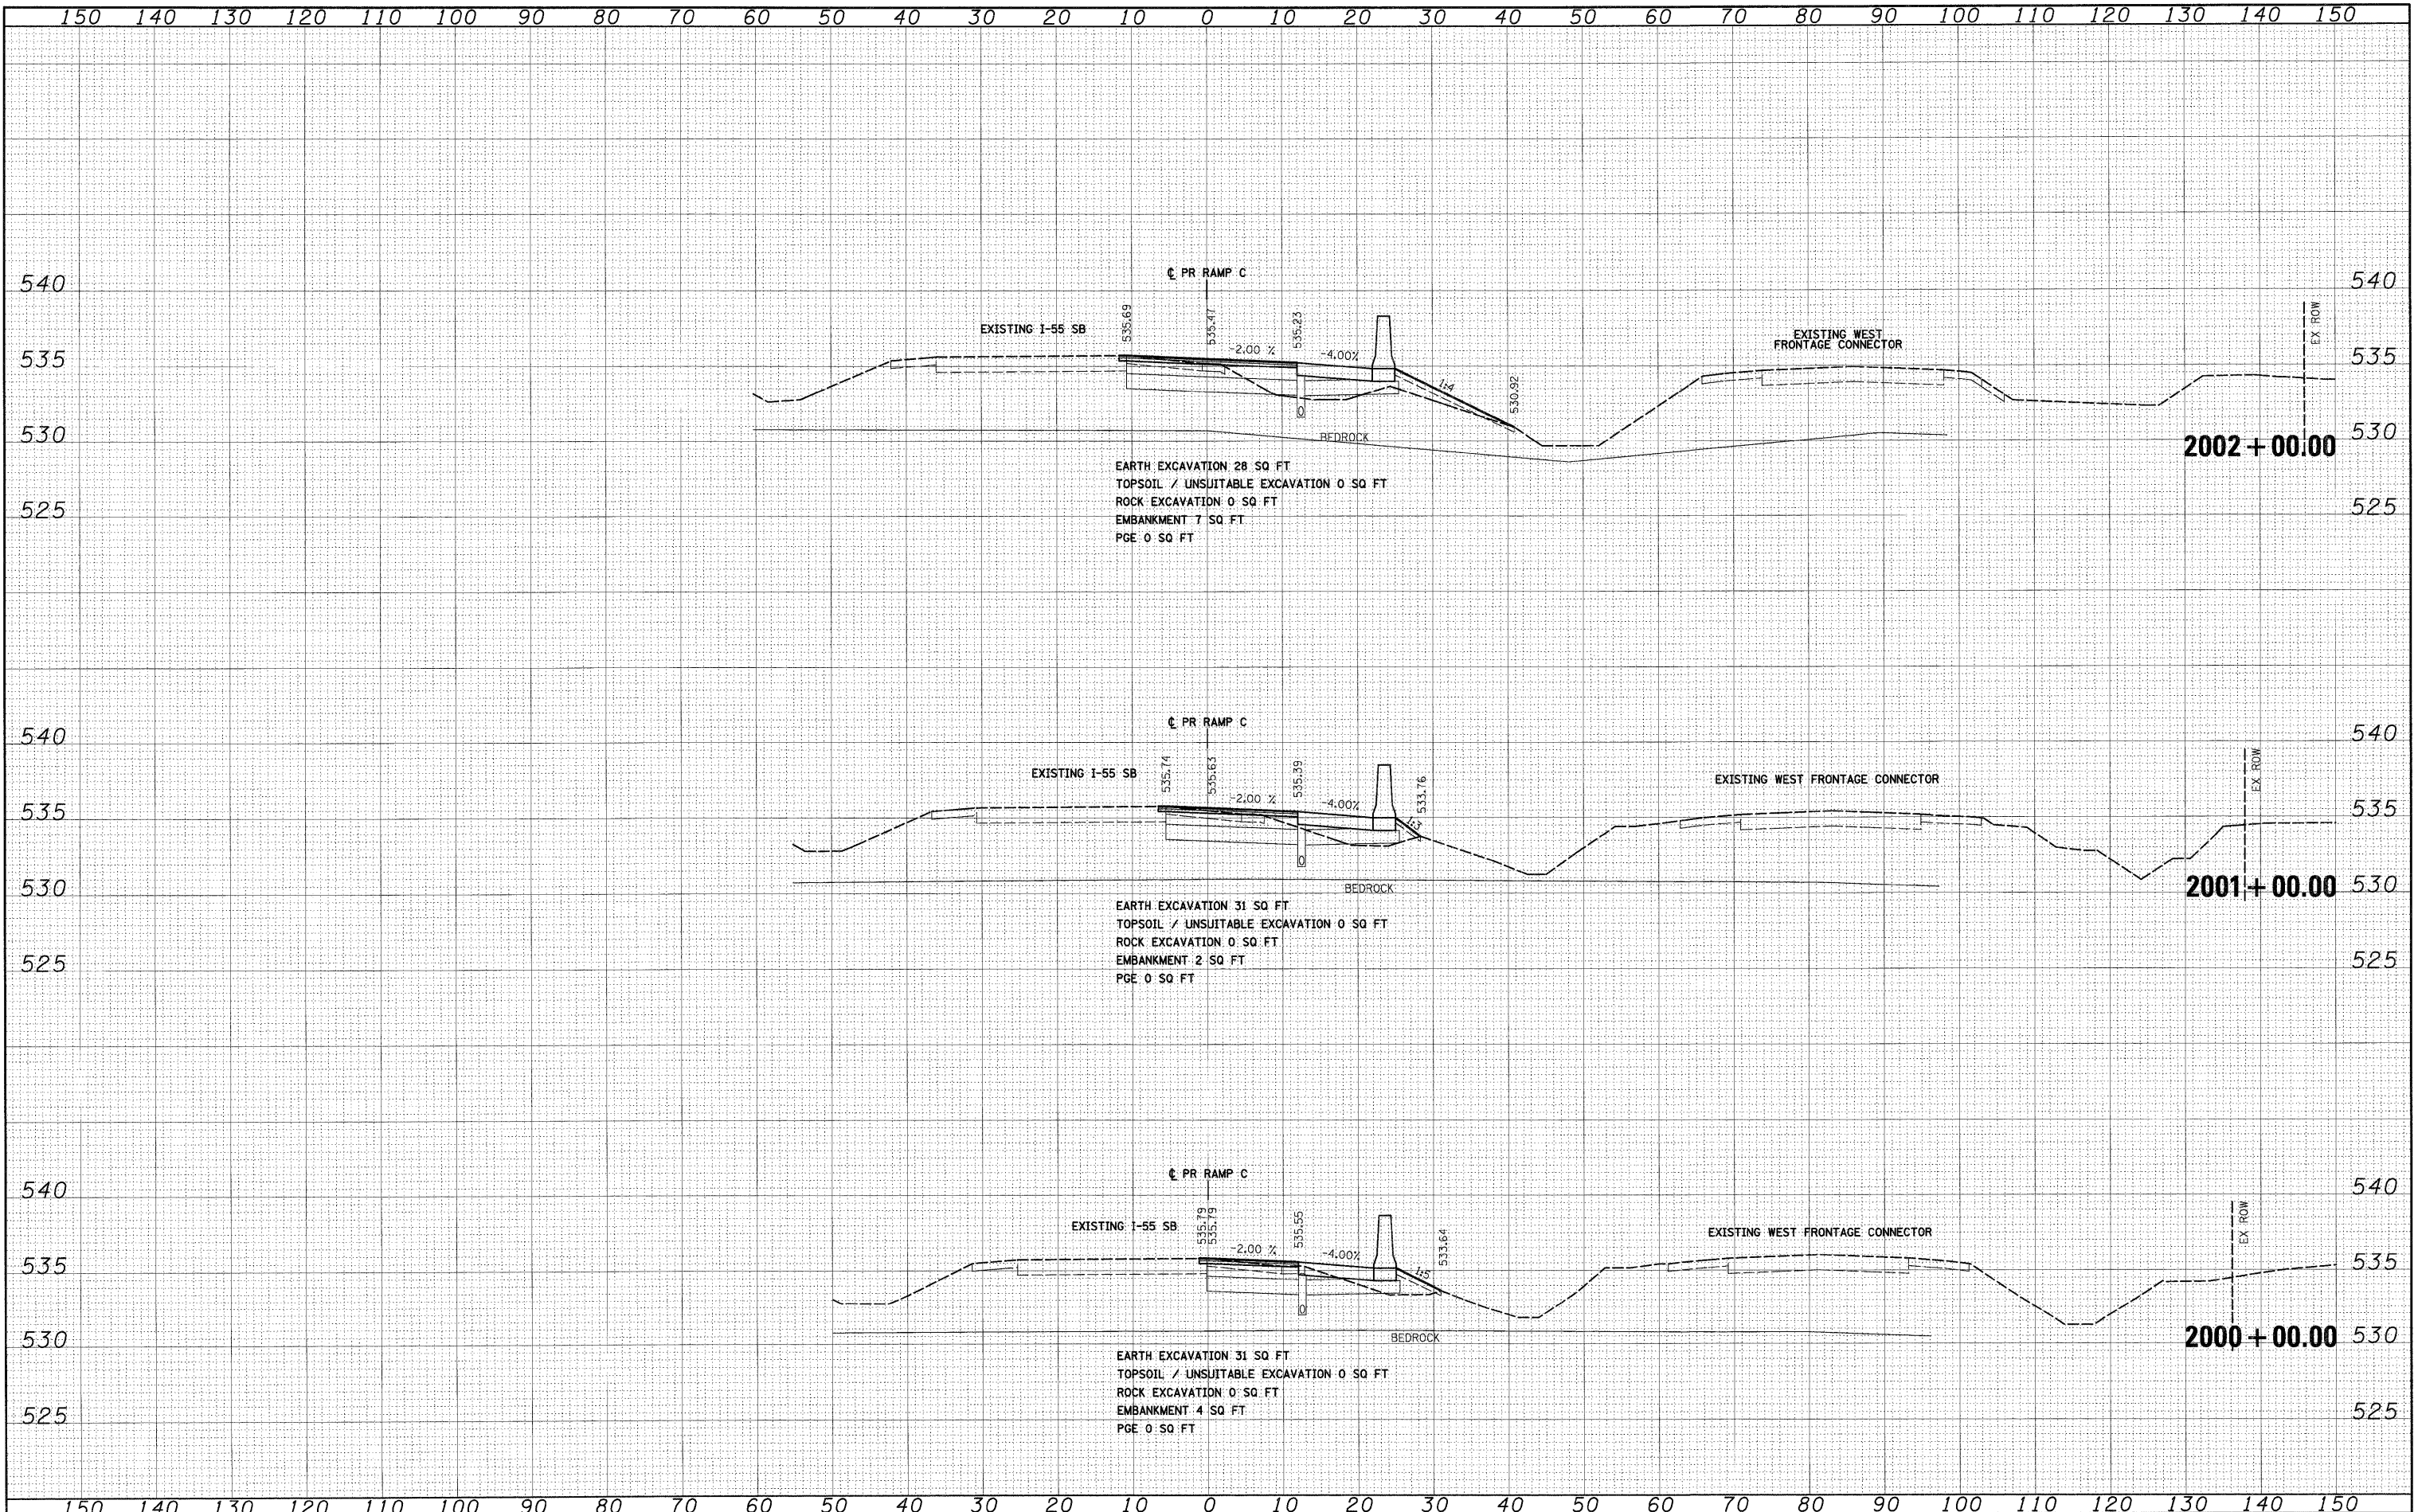 150 140 130 120 110 100 90 80 70 60 50 40 30 20 10 0 10 20 30 40 50 60 70 80 90 100 110 120 130 140 150
540 540
℄ PR RAMP C
EX ROW
EXISTING I-55 SB
535.69
535.47
535.23
-2.00 %
-4.00%
1:4
530.92
EXISTING WEST
FRONTAGE CONNECTOR
535 535
BEDROCK
530 530
2002+00.00
EARTH EXCAVATION 28 SQ FT
TOPSOIL / UNSUITABLE EXCAVATION 0 SQ FT
ROCK EXCAVATION 0 SQ FT
EMBANKMENT 7 SQ FT
PGE 0 SQ FT
525 525
℄ PR RAMP C
540 540
EX ROW
EXISTING I-55 SB
535.74
535.63
535.39
-2.00 %
-4.00%
1:3
533.76
EXISTING WEST FRONTAGE CONNECTOR
535 535
BEDROCK
530 530
2001+00.00
EARTH EXCAVATION 31 SQ FT
TOPSOIL / UNSUITABLE EXCAVATION 0 SQ FT
ROCK EXCAVATION 0 SQ FT
EMBANKMENT 2 SQ FT
PGE 0 SQ FT
525 525
℄ PR RAMP C
540 540
EX ROW
EXISTING I-55 SB
535.79
535.79
535.55
-2.00 %
-4.00%
1:5
533.64
EXISTING WEST FRONTAGE CONNECTOR
535 535
BEDROCK
530 530
2000+00.00
EARTH EXCAVATION 31 SQ FT
TOPSOIL / UNSUITABLE EXCAVATION 0 SQ FT
ROCK EXCAVATION 0 SQ FT
EMBANKMENT 4 SQ FT
PGE 0 SQ FT
525 525
150 140 130 120 110 100 90 80 70 60 50 40 30 20 10 0 10 20 30 40 50 60 70 80 90 100 110 120 130 140 150